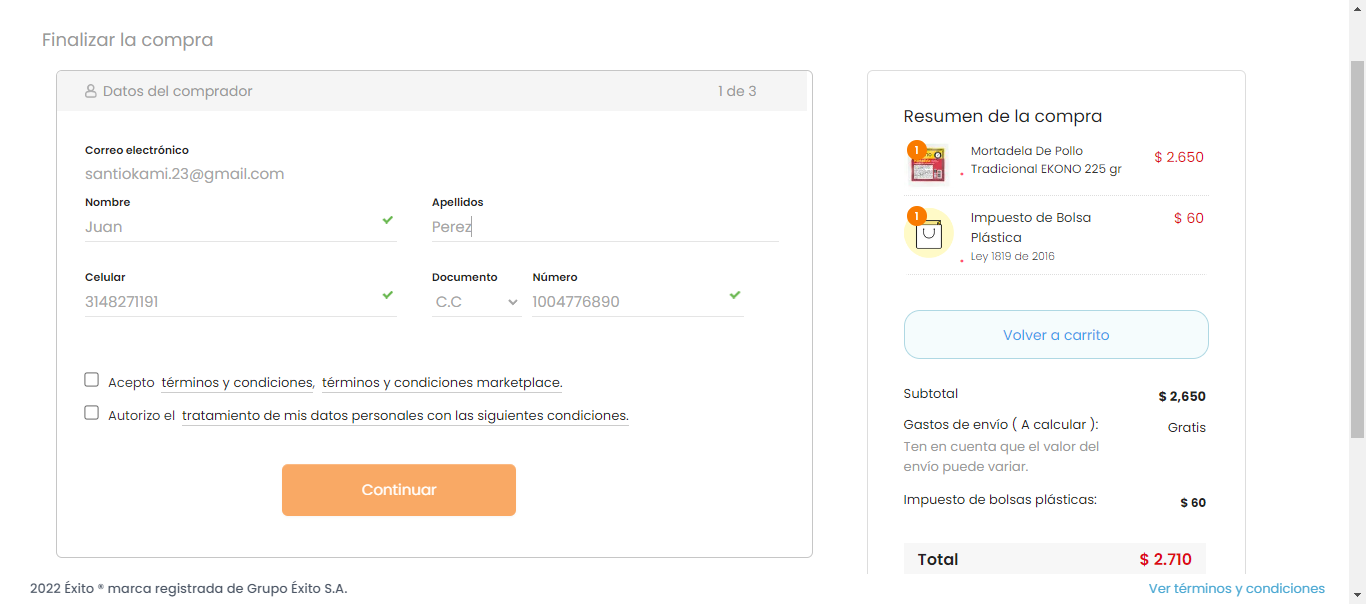 Finalizar la compra
Datos del comprador
1 de 3
Correo electrónico
santiokami.23@gmail.com
Nombre
Apellidos
Juan
Perez
Celular
Documento
Número
3148271191
C.C
1004776890
Acepto términos y condiciones, términos y condiciones marketplace.
Autorizo el tratamiento de mis datos personales con las siguientes condiciones.
Continuar
Resumen de la compra
1
Mortadela De Pollo
Tradicional EKONO 225 gr
$ 2.650
1
Impuesto de Bolsa
Plástica
Ley 1819 de 2016
$ 60
Volver a carrito
Subtotal
$ 2,650
Gastos de envío ( A calcular ):
Gratis
Ten en cuenta que el valor del
envío puede variar.
Impuesto de bolsas plásticas:
$ 60
Total
$ 2.710
2022 Éxito ® marca registrada de Grupo Éxito S.A.
Ver términos y condiciones